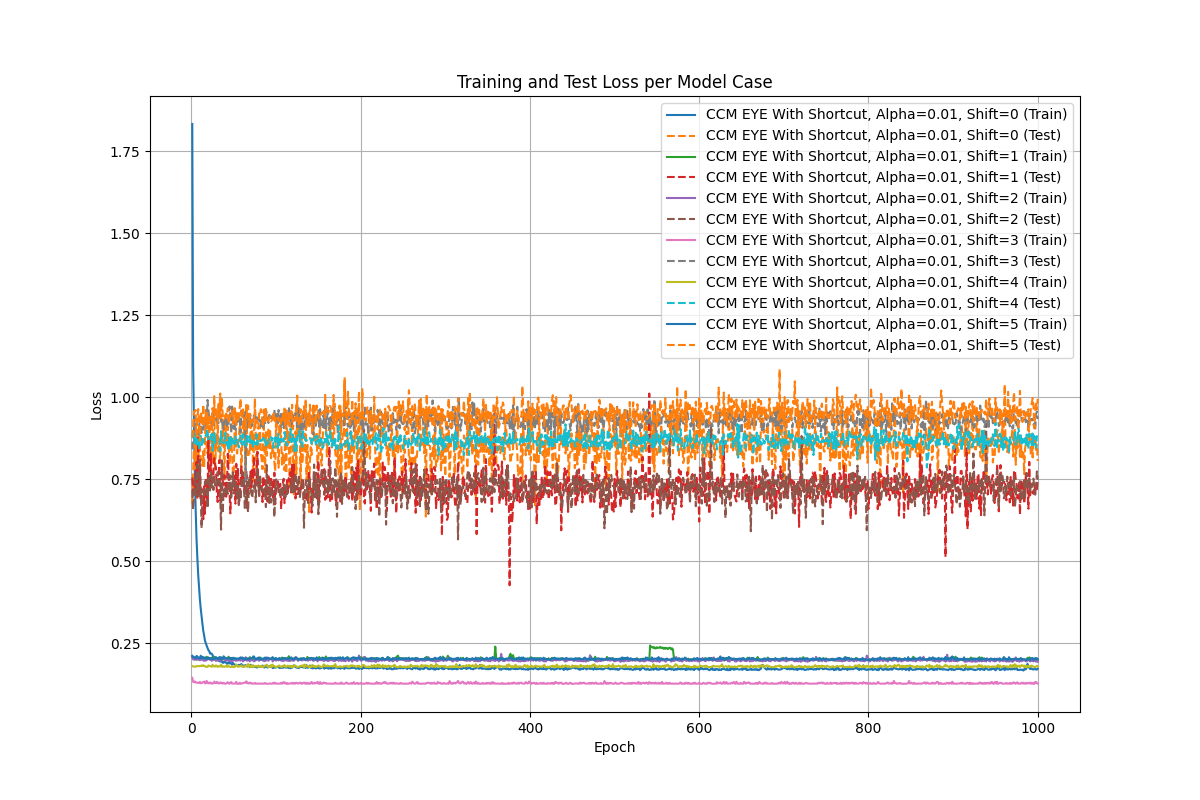 Training and Test Loss per Model Case
CCM EYE With Shortcut, Alpha=0.01, Shift=0 (Train)
CCM EYE With Shortcut, Alpha=0.01, Shift=0 (Test)
CCM EYE With Shortcut, Alpha=0.01, Shift=1 (Train)
CCM EYE With Shortcut, Alpha=0.01, Shift=1 (Test)
CCM EYE With Shortcut, Alpha=0.01, Shift=2 (Train)
CCM EYE With Shortcut, Alpha=0.01, Shift=2 (Test)
CCM EYE With Shortcut, Alpha=0.01, Shift=3 (Train)
CCM EYE With Shortcut, Alpha=0.01, Shift=3 (Test)
CCM EYE With Shortcut, Alpha=0.01, Shift=4 (Train)
CCM EYE With Shortcut, Alpha=0.01, Shift=4 (Test)
CCM EYE With Shortcut, Alpha=0.01, Shift=5 (Train)
CCM EYE With Shortcut, Alpha=0.01, Shift=5 (Test)
Loss
1.75
1.50
1.25
1.00
0.75
0.50
0.25
0 200 400 600 800 1000
Epoch